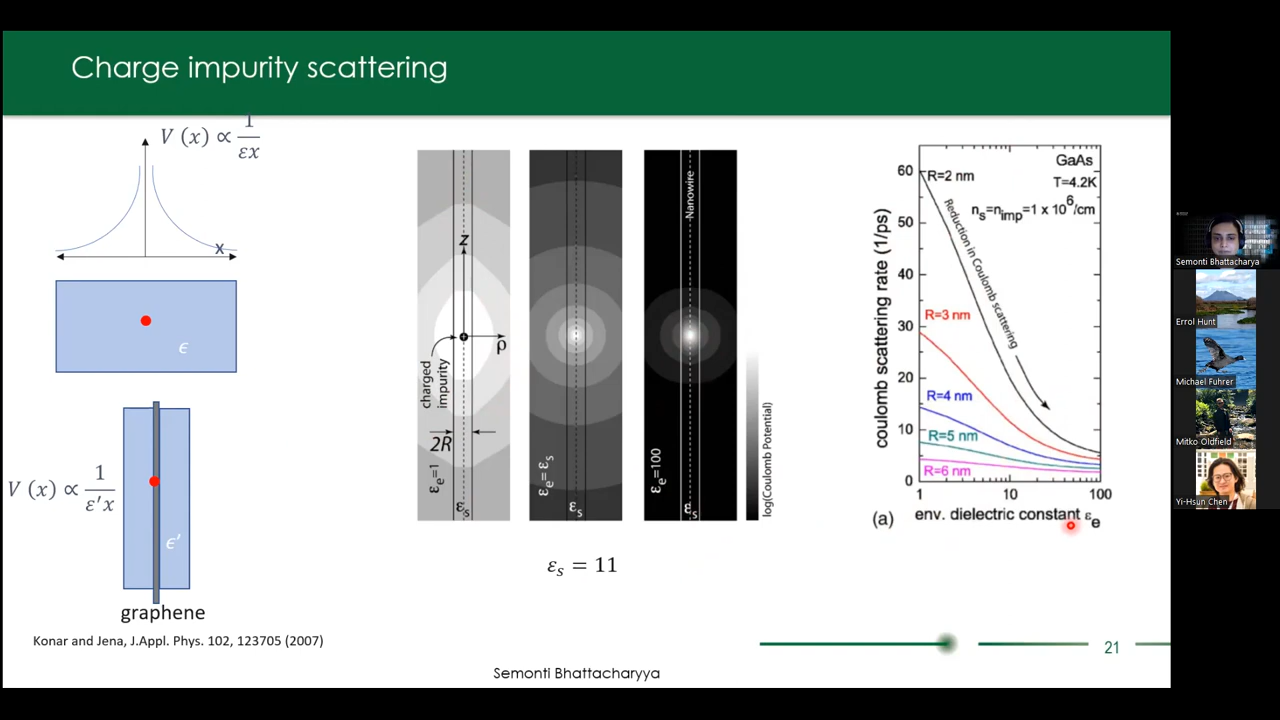 Charge impurity scattering
V (x) ∝ 1/εx
x
ϵ
V (x) ∝ 1/ε′x
ϵ′
graphene
Konar and Jena, J.Appl. Phys. 102, 123705 (2007)
z
ρ
charged
impurity
2R
εe=1
εs
εe=εs
εs
Nanowire
εe=100
εs
log(Coulomb Potential)
εs = 11
GaAs
T=4.2K
ns=nimp=1 x 10^6/cm
R=2 nm
Reduction in Coulomb scattering
R=3 nm
R=4 nm
R=5 nm
R=6 nm
coulomb scattering rate (1/ps)
60
50
40
30
20
10
0
1 10 100
(a) env. dielectric constant εe
21
Semonti Bhattacharyya
Semonti Bhattacharya
Errol Hunt
Michael Fuhrer
Mitko Oldfield
Yi-Hsun Chen